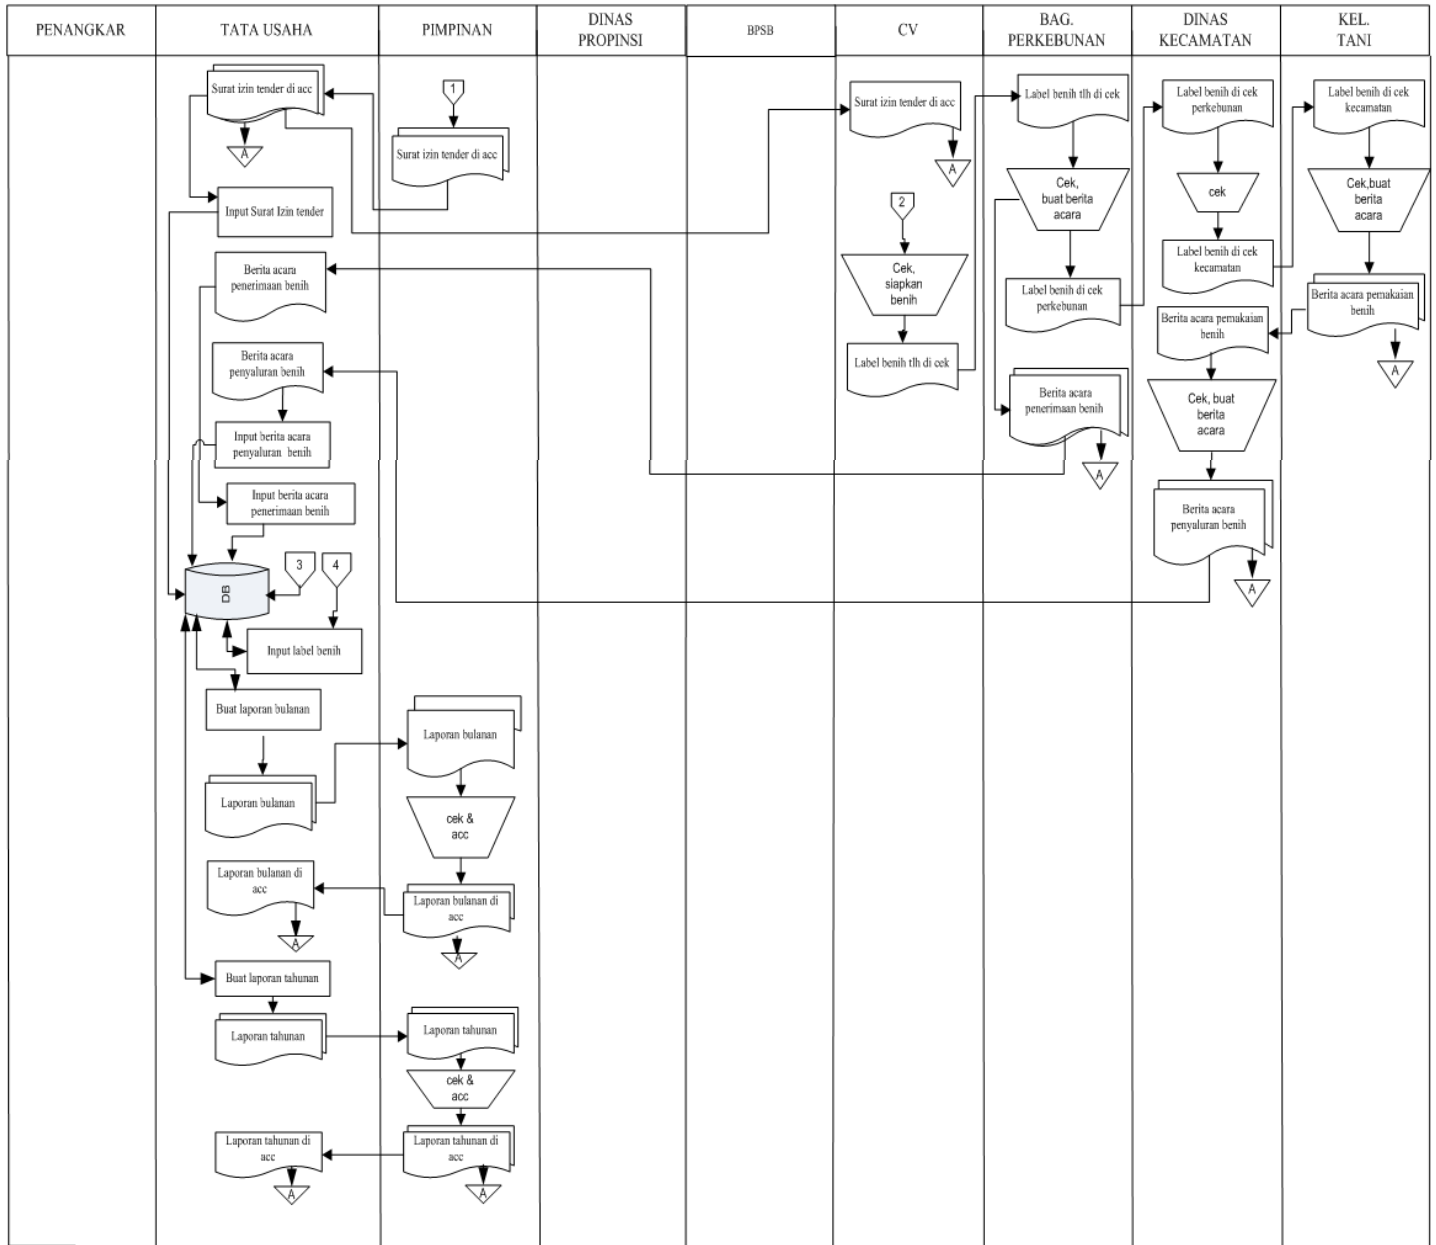 PENANGKAR
TATA USAHA
PIMPINAN
DINAS
PROPINSI
BPSB
CV
BAG.
PERKEBUNAN
DINAS
KECAMATAN
KEL.
TANI
Surat izin tender di acc
A
Input Surat Izin tender
Berita acara
penerimaan benih
Berita acara
penyaluran benih
Input berita acara
penyaluran benih
Input berita acara
penerimaan benih
3
4
DB
Input label benih
Buat laporan bulanan
Laporan bulanan
Laporan bulanan di
acc
A
Buat laporan tahunan
Laporan tahunan
Laporan tahunan di
acc
A
1
Surat izin tender di acc
Laporan bulanan
cek &
acc
Laporan bulanan di
acc
A
Laporan tahunan
cek &
acc
Laporan tahunan di
acc
A
Surat izin tender di acc
A
2
Cek,
siapkan
benih
Label benih tlh di cek
Label benih tlh di cek
Cek,
buat berita
acara
Label benih di cek
perkebunan
Berita acara
penerimaan benih
A
Label benih di cek
perkebunan
cek
Label benih di cek
kecamatan
Berita acara pemakaian
benih
Cek, buat
berita
acara
Berita acara
penyaluran benih
A
Label benih di cek
kecamatan
Cek,buat
berita
acara
Berita acara pemakaian
benih
A